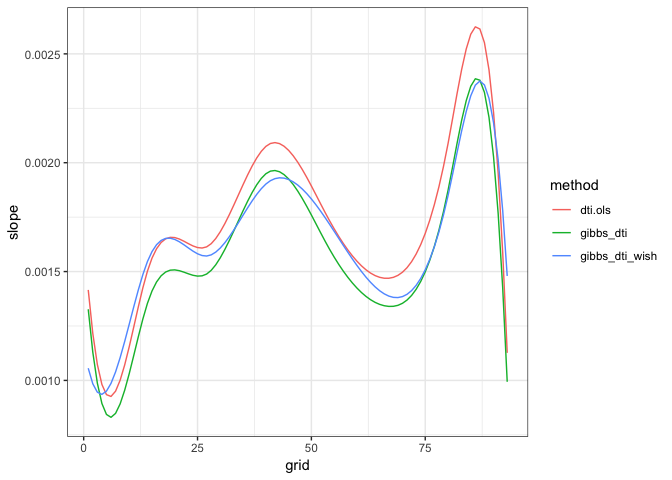 0.0025
0.0020
0.0015
0.0010
slope
0
25
50
75
grid
method
dti.ols
gibbs_dti
gibbs_dti_wish